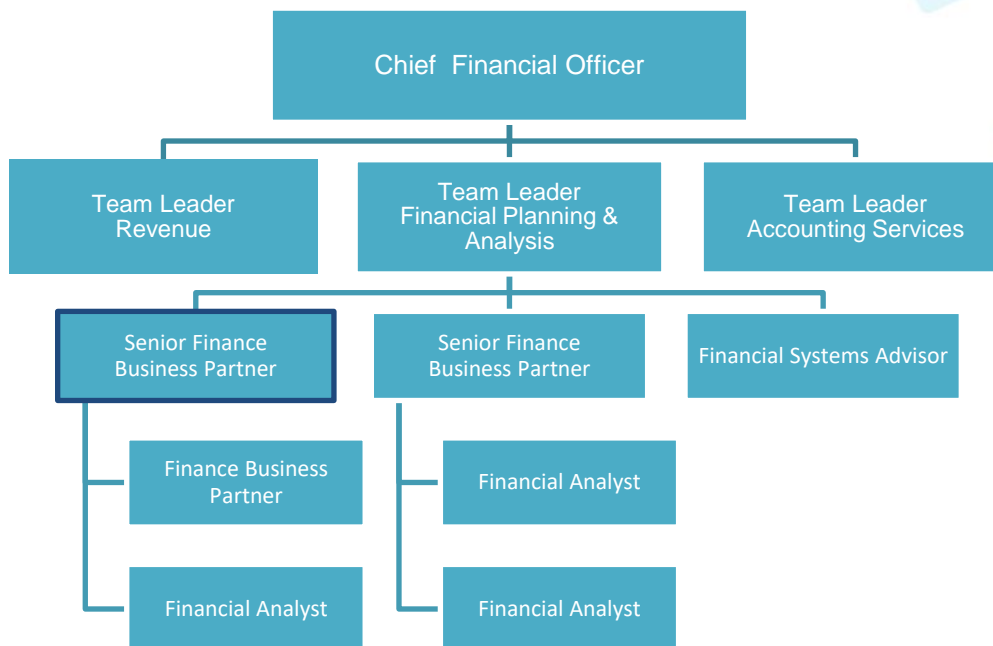 Chief  Financial Officer
Team Leader
Revenue
Team Leader
Financial Planning &
Analysis
Team Leader
Accounting Services
Senior Finance
Business Partner
Senior Finance
Business Partner
Financial Systems Advisor
Finance Business
Partner
Financial Analyst
Financial Analyst
Financial Analyst